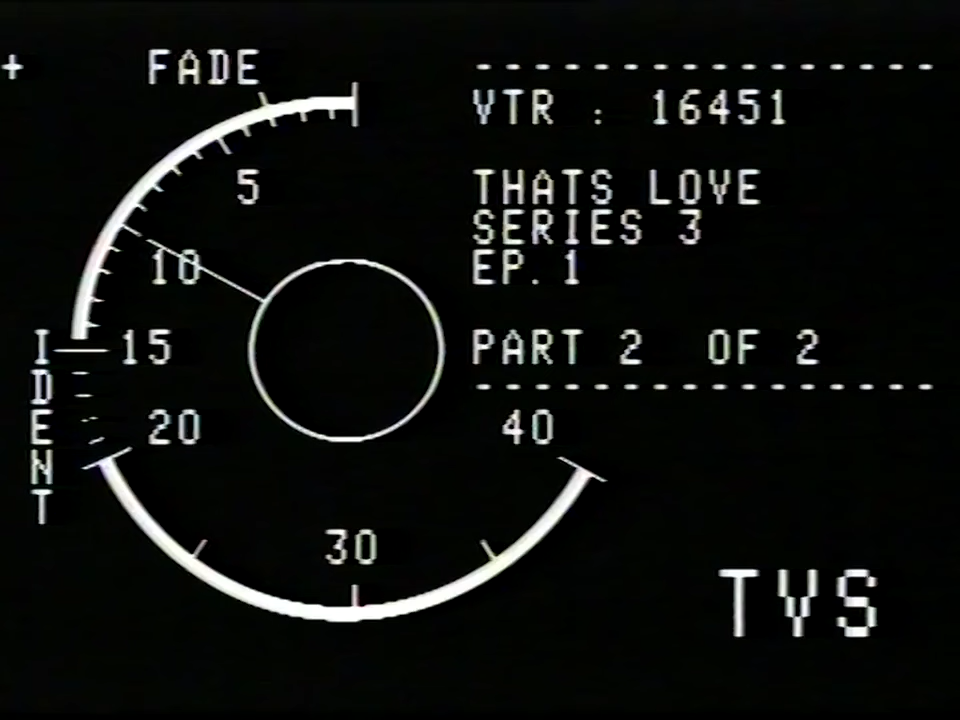 + FADE
--------------
VTR : 16451
5
THATS LOVE
SERIES 3
10
EP.1
15
PART 2 OF 2
--------------
IDENT
20
40
30
TVS